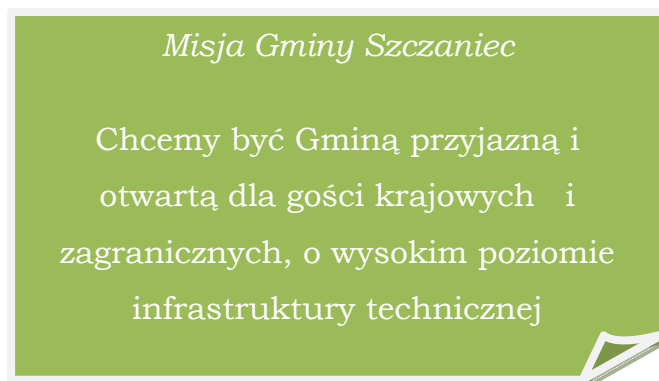 Misja Gminy Szczaniec
Chcemy być Gminą przyjazną i
otwartą dla gości krajowych i
zagranicznych, o wysokim poziomie
infrastruktury technicznej